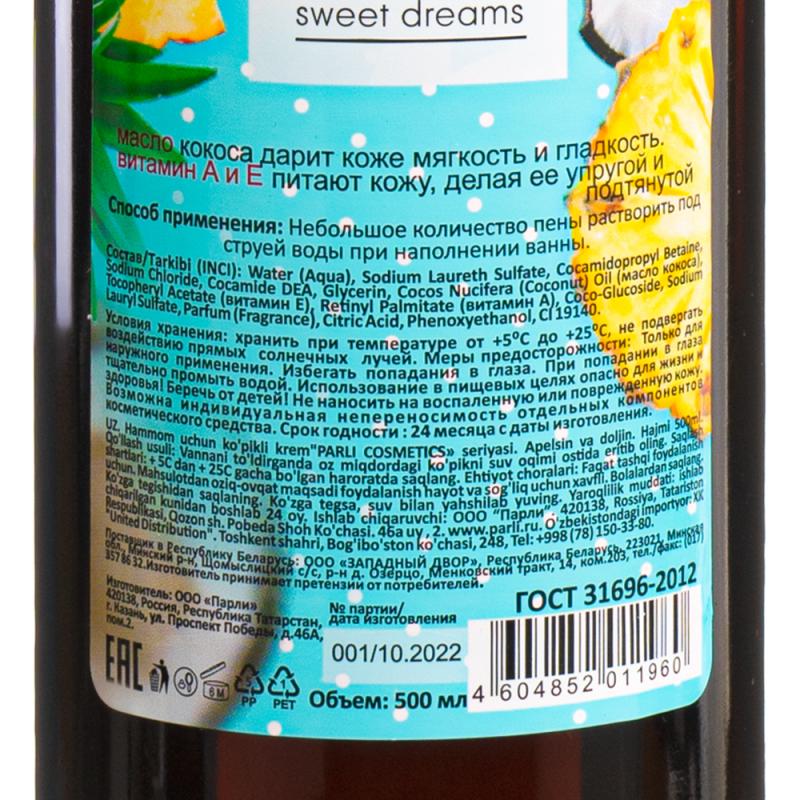 sweet dreams
масло кокоса дарит коже мягкость и гладкость.
витамин А и Е питают кожу, делая ее упругой и
подтянутой
Способ применения: Небольшое количество пены растворить под
струей воды при наполнении ванны.
Состав/Tarkibi (INCI): Water (Aqua), Sodium Laureth Sulfate, Cocamidopropyl Betaine,
Sodium Chloride, Cocamide DEA, Glycerin, Cocos Nucifera (Coconut) Oil (масло кокоса),
Tocopheryl Acetate (витамин Е), Retinyl Palmitate (витамин А), Coco-Glucoside, Sodium
Lauryl Sulfate, Parfum (Fragrance), Citric Acid, Phenoxyethanol, CI 19140.
Условия хранения: хранить при температуре от +5°С до +25°С, не подвергать
воздействию прямых солнечных лучей. Меры предосторожности: Только для
наружного применения. Избегать попадания в глаза. При попадании в глаза
тщательно промыть водой. Использование в пищевых целях опасно для жизни и
здоровья! Беречь от детей! Не наносить на воспаленную или поврежденную кожу.
Возможна индивидуальная непереносимость отдельных компонентов
косметического средства. Срок годности : 24 месяца с даты изготовления.
UZ. Hammom uchun ko'pikli krem"PARLI COSMETICS» seriyasi. Apelsin va doljin. Hajmi 500ml.
Qo'llash usuli: Vannani to'ldirganda oz miqdordagi ko'pikni suv oqimi ostida eritib oling. Saqlash
shartlari: + 5C dan + 25C gacha bo'lgan haroratda saqlang. Ehtiyot choralari: Faqat tashqi foydalanish
uchun. Mahsulotdan oziq-ovqat maqsadi foydalanish hayot va sog'liq uchun xavfli. Bolalardan saqlang.
Ko'zga tegishidan saqlaning. Ko'zga tegsa, suv bilan yahshilab yuving. Yaroqlilik muddati: ishlab
chiqarilgan kunidan boshlab 24 oy. Ishlab chiqaruvchi: ООО "Парли", 420138, Rossiya, Tatariston
Respublikasi, Qozon sh. Pobeda Shoh Ko'chasi. 46a uy , 2. www.parli.ru. O'zbekistondagi importyor: XK
"United Distribution". Toshkent shahri, Bog'ibo'ston ko'chasi, 248, Tel: +998 (78) 150-33-80.
Поставщик в Республику Беларусь: ООО «ЗАПАДНЫЙ ДВОР», Республика Беларусь, 223021, Минская
обл., Минский р-н, Щомыслицкий с/с, р-н д. Озерцо, Менковский тракт, 14, ком.203, тел./факс: (017)
357 86 32.Изготовитель принимает претензии от потребителей.
Изготовитель: ООО «Парли»
420138, Россия, Республика Татарстан,
г. Казань, ул. Проспект Победы, д.46А,
пом.2.
№ партии/
дата изготовления
ГОСТ 31696-2012
001/10.2022
EAC
6 М
5
PP
1
PET
Объем: 500 мл
4 604852 011960